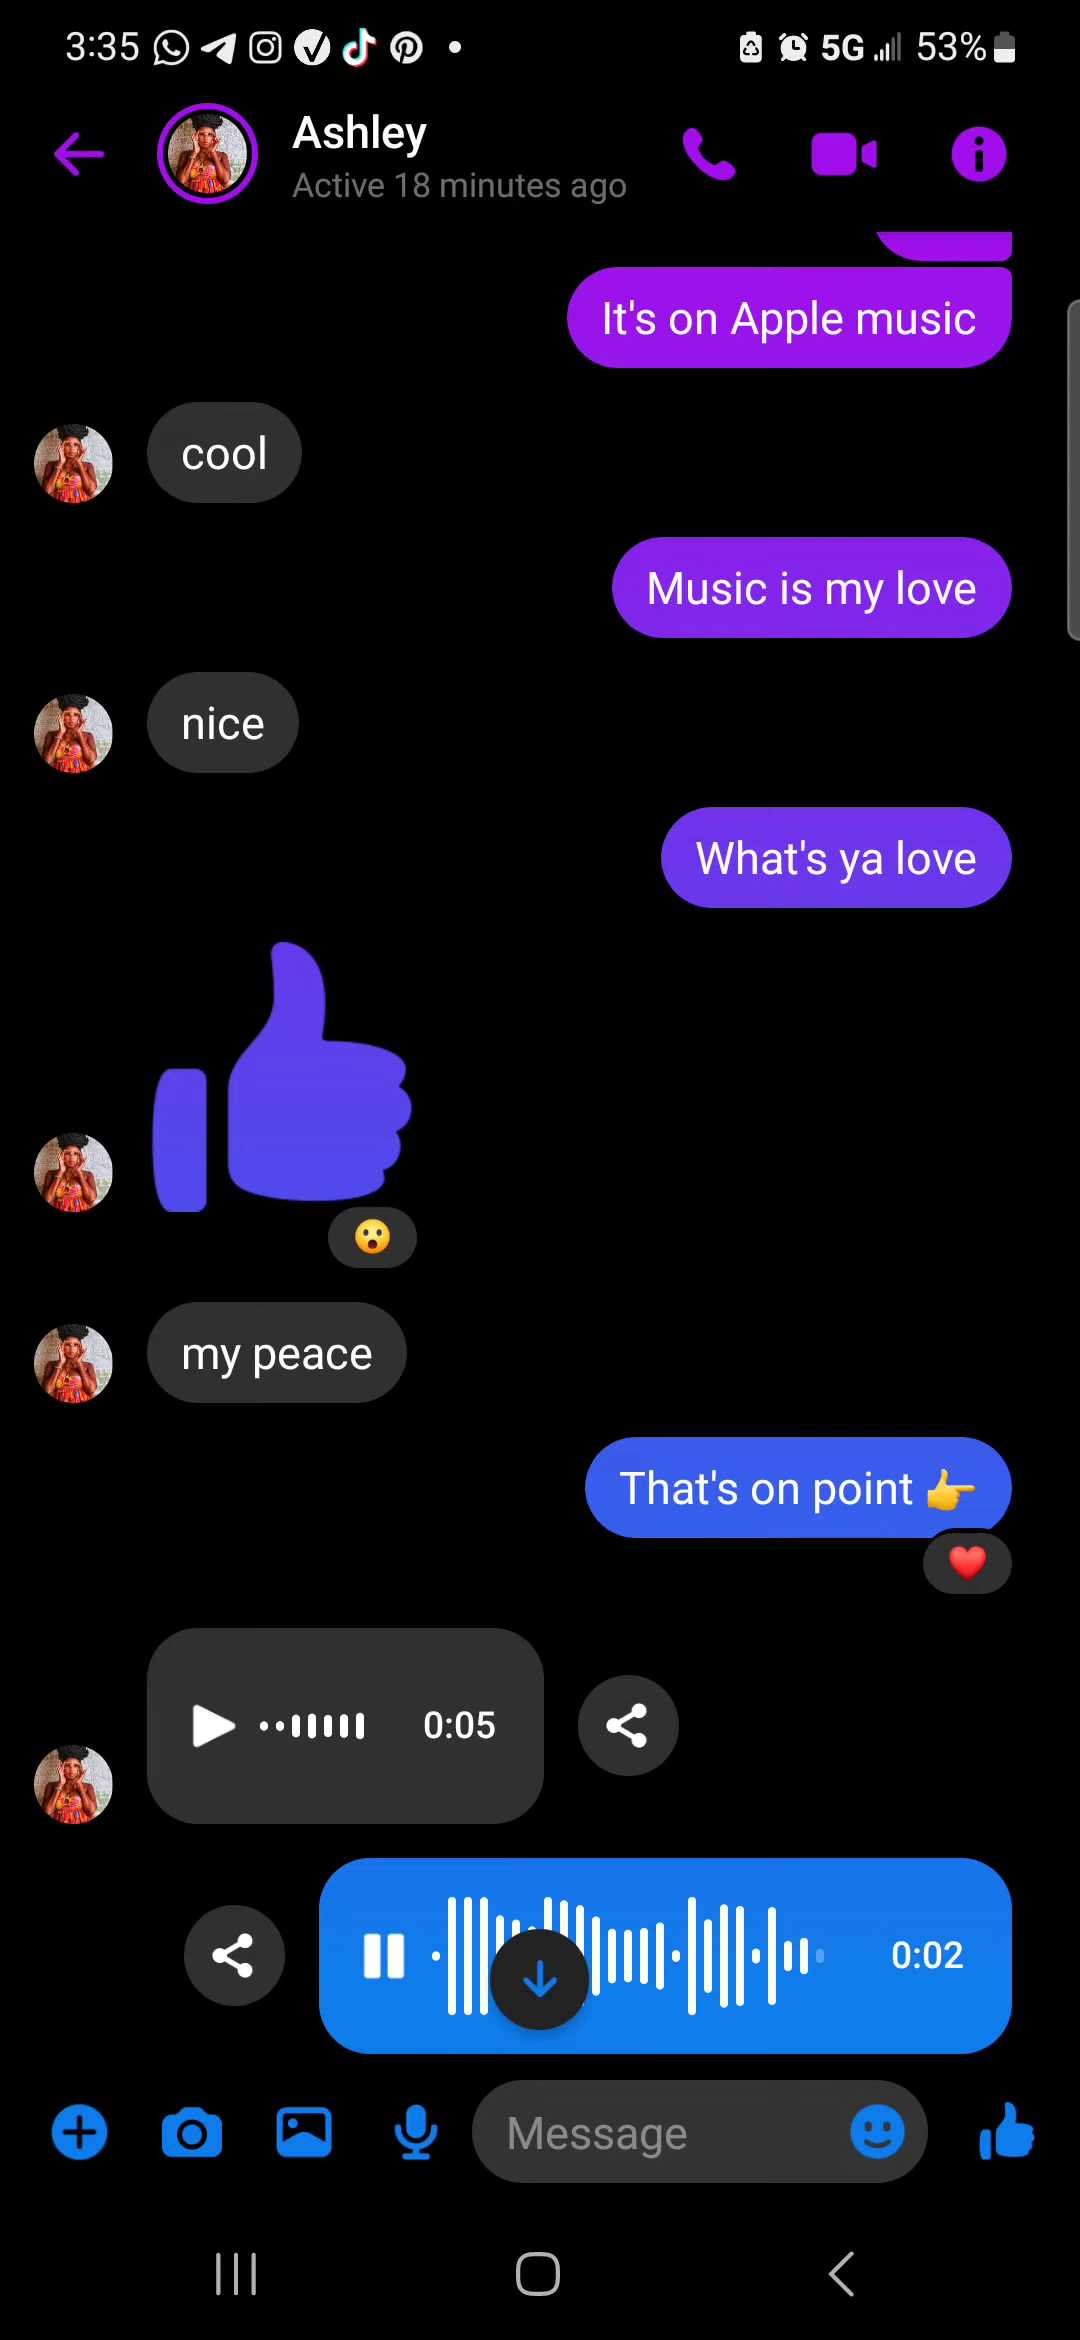 3:35
5G 53%
Ashley
Active 18 minutes ago
It's on Apple music
cool
Music is my love
nice
What's ya love
my peace
That's on point 👉
0:05
0:02
Message